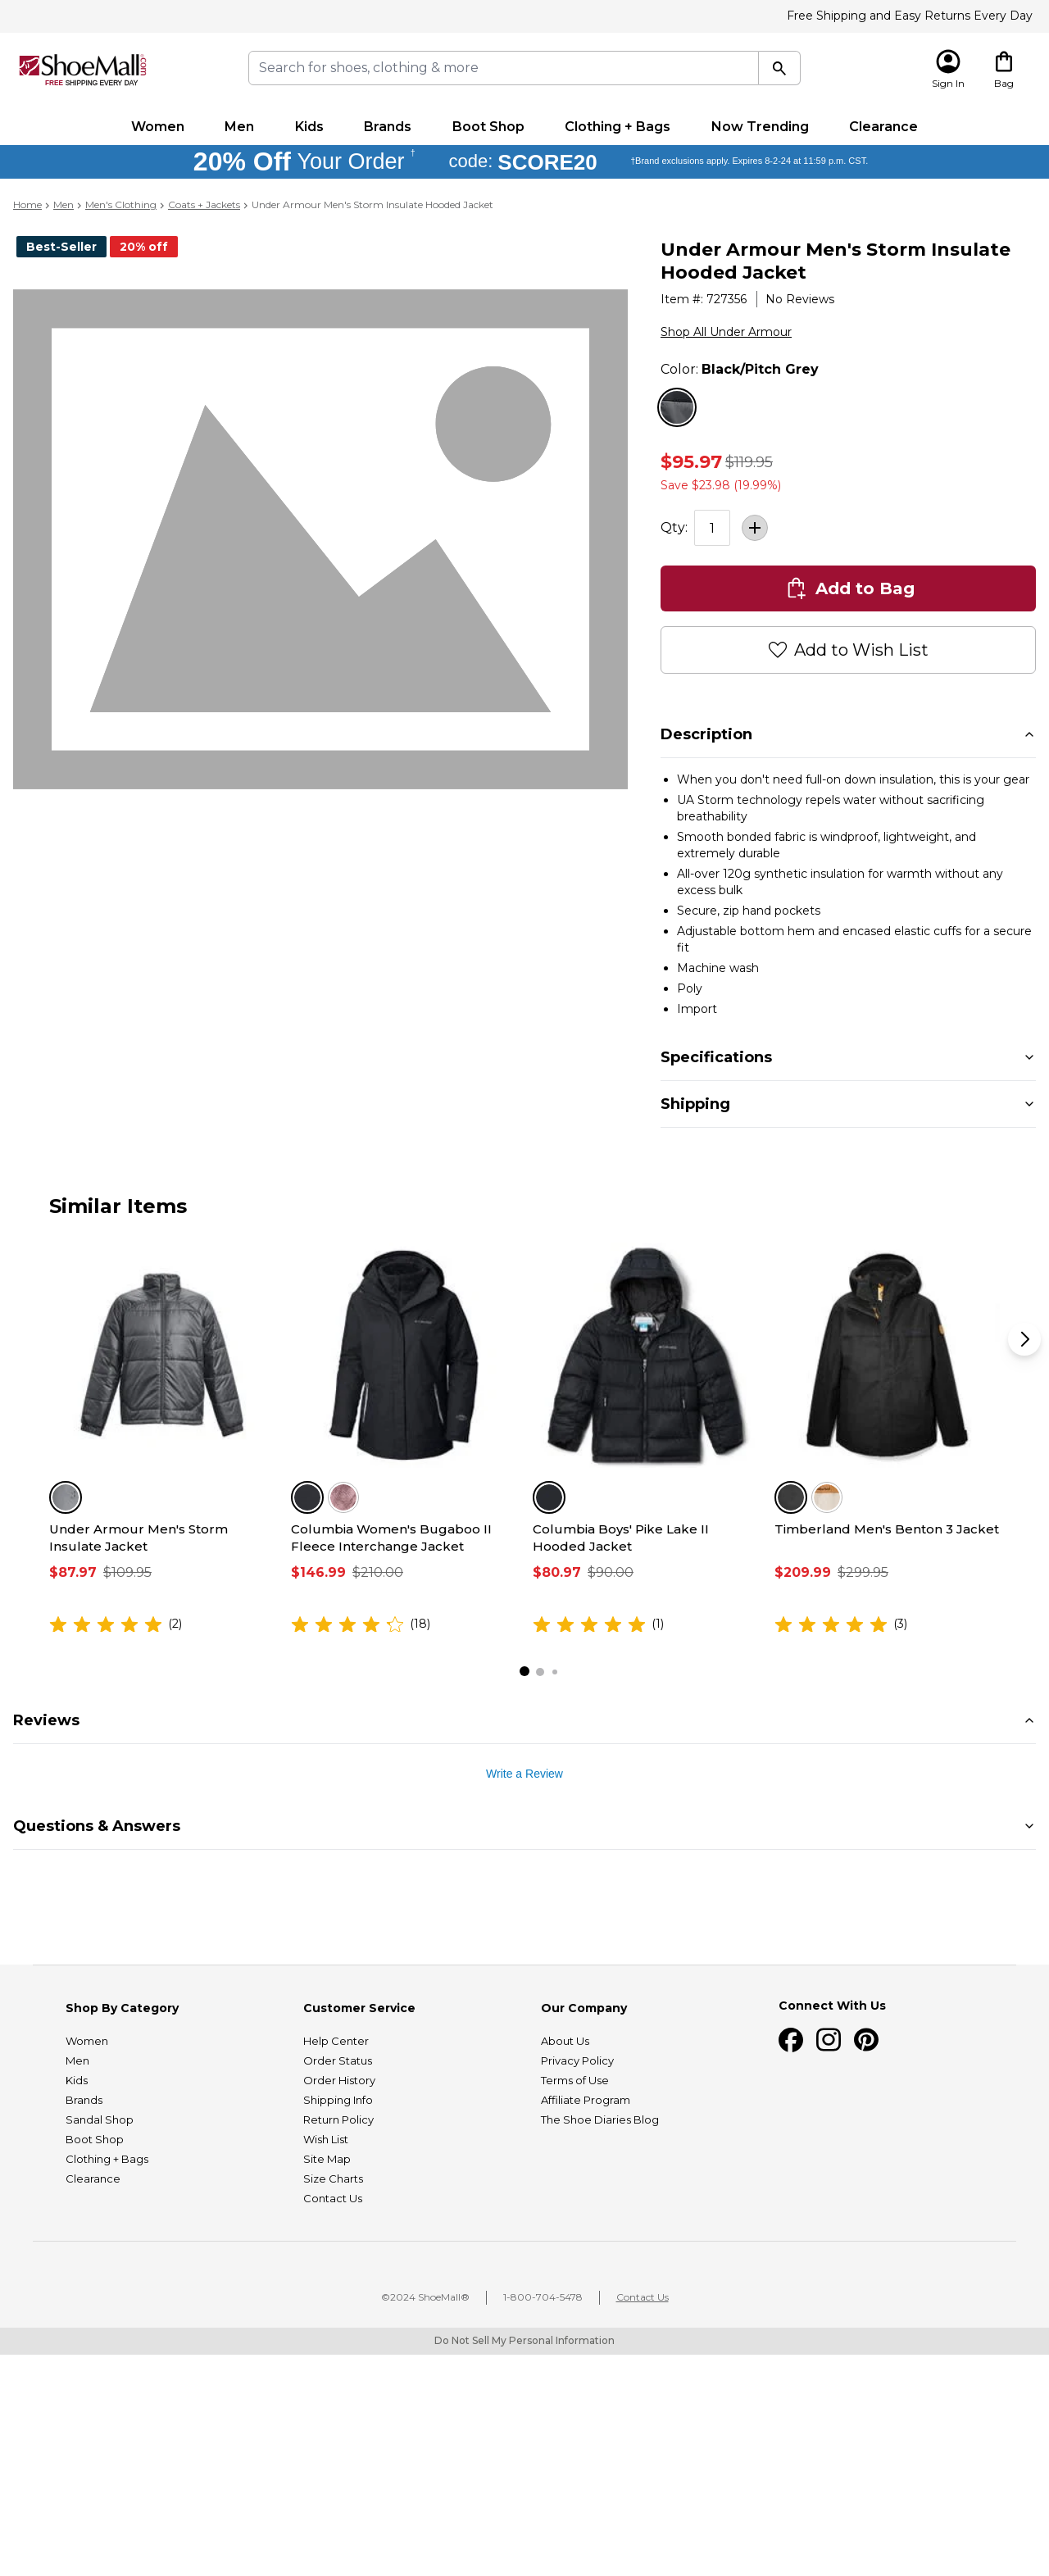 Free Shipping and Easy Returns Every Day
ShoeMall.com
FREE SHIPPING EVERY DAY
Search for shoes, clothing & more
Sign In
Bag
Women Men Kids Brands Boot Shop Clothing + Bags Now Trending Clearance
20% Off Your Order † code: SCORE20 †Brand exclusions apply. Expires 8-2-24 at 11:59 p.m. CST.
Home > Men > Men's Clothing > Coats + Jackets > Under Armour Men's Storm Insulate Hooded Jacket
Best-Seller 20% off
Under Armour Men's Storm Insulate
Hooded Jacket
Item #: 727356 | No Reviews
Shop All Under Armour
Color: Black/Pitch Grey
$95.97 $119.95
Save $23.98 (19.99%)
Qty: 1 +
Add to Bag
Add to Wish List
Description
• When you don't need full-on down insulation, this is your gear
• UA Storm technology repels water without sacrificing
breathability
• Smooth bonded fabric is windproof, lightweight, and
extremely durable
• All-over 120g synthetic insulation for warmth without any
excess bulk
• Secure, zip hand pockets
• Adjustable bottom hem and encased elastic cuffs for a secure
fit
• Machine wash
• Poly
• Import
Specifications
Shipping
Similar Items
Under Armour Men's Storm
Insulate Jacket
$87.97 $109.95
(2)
Columbia Women's Bugaboo II
Fleece Interchange Jacket
$146.99 $210.00
(18)
Columbia Boys' Pike Lake II
Hooded Jacket
$80.97 $90.00
(1)
Timberland Men's Benton 3 Jacket
$209.99 $299.95
(3)
Reviews
Write a Review
Questions & Answers
Shop By Category
Women
Men
Kids
Brands
Sandal Shop
Boot Shop
Clothing + Bags
Clearance
Customer Service
Help Center
Order Status
Order History
Shipping Info
Return Policy
Wish List
Site Map
Size Charts
Contact Us
Our Company
About Us
Privacy Policy
Terms of Use
Affiliate Program
The Shoe Diaries Blog
Connect With Us
©2024 ShoeMall® | 1-800-704-5478 | Contact Us
Do Not Sell My Personal Information